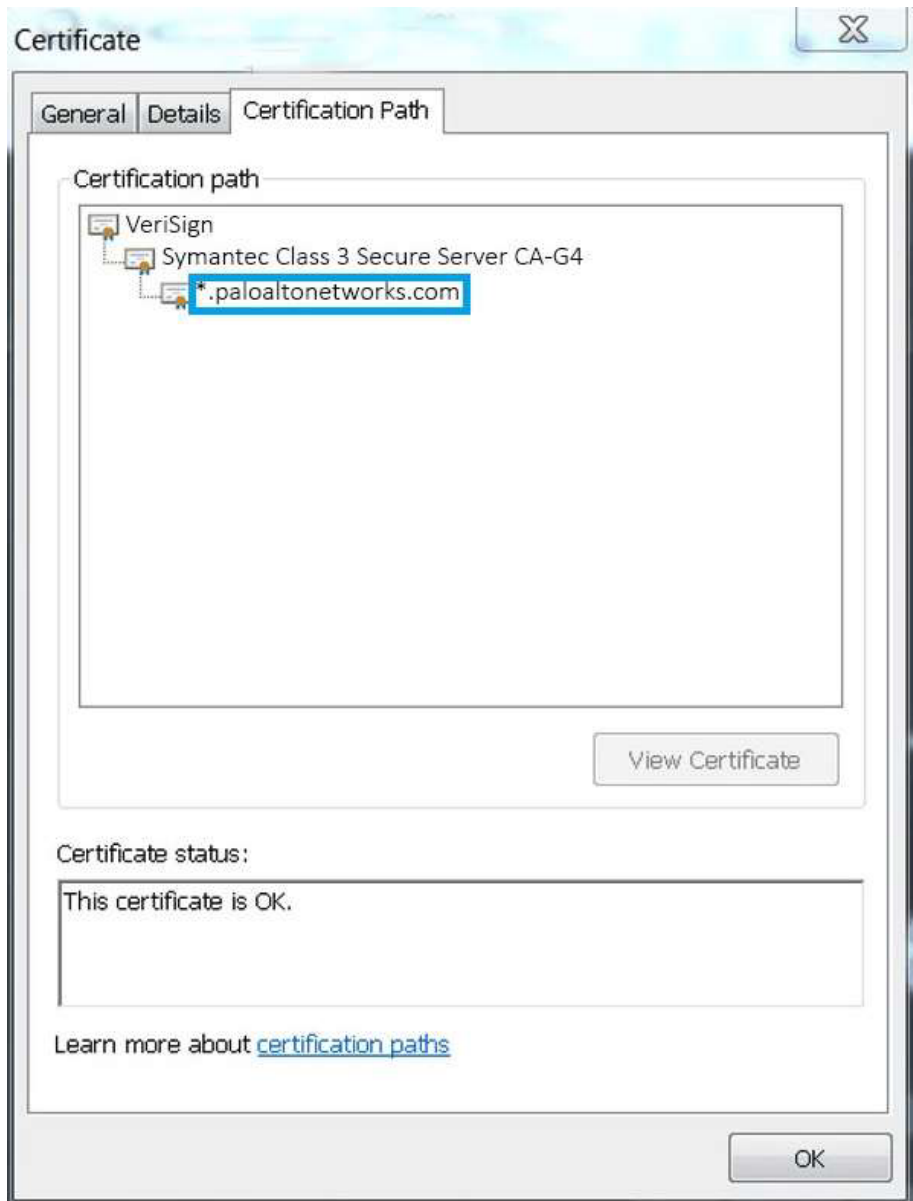 Certificate
General Details Certification Path
Certification path
VeriSign
Symantec Class 3 Secure Server CA-G4
*.paloaltonetworks.com
View Certificate
Certificate status:
This certificate is OK.
Learn more about certification paths
OK